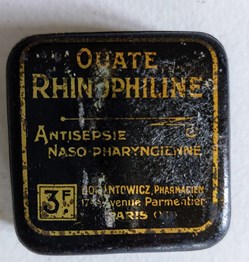 OUATE
RHINOPHILINE
ANTISEPSIE
NASO-PHARYNGIENNE
3F
PHARMACIEN
Avenue Parmentier
PARIS